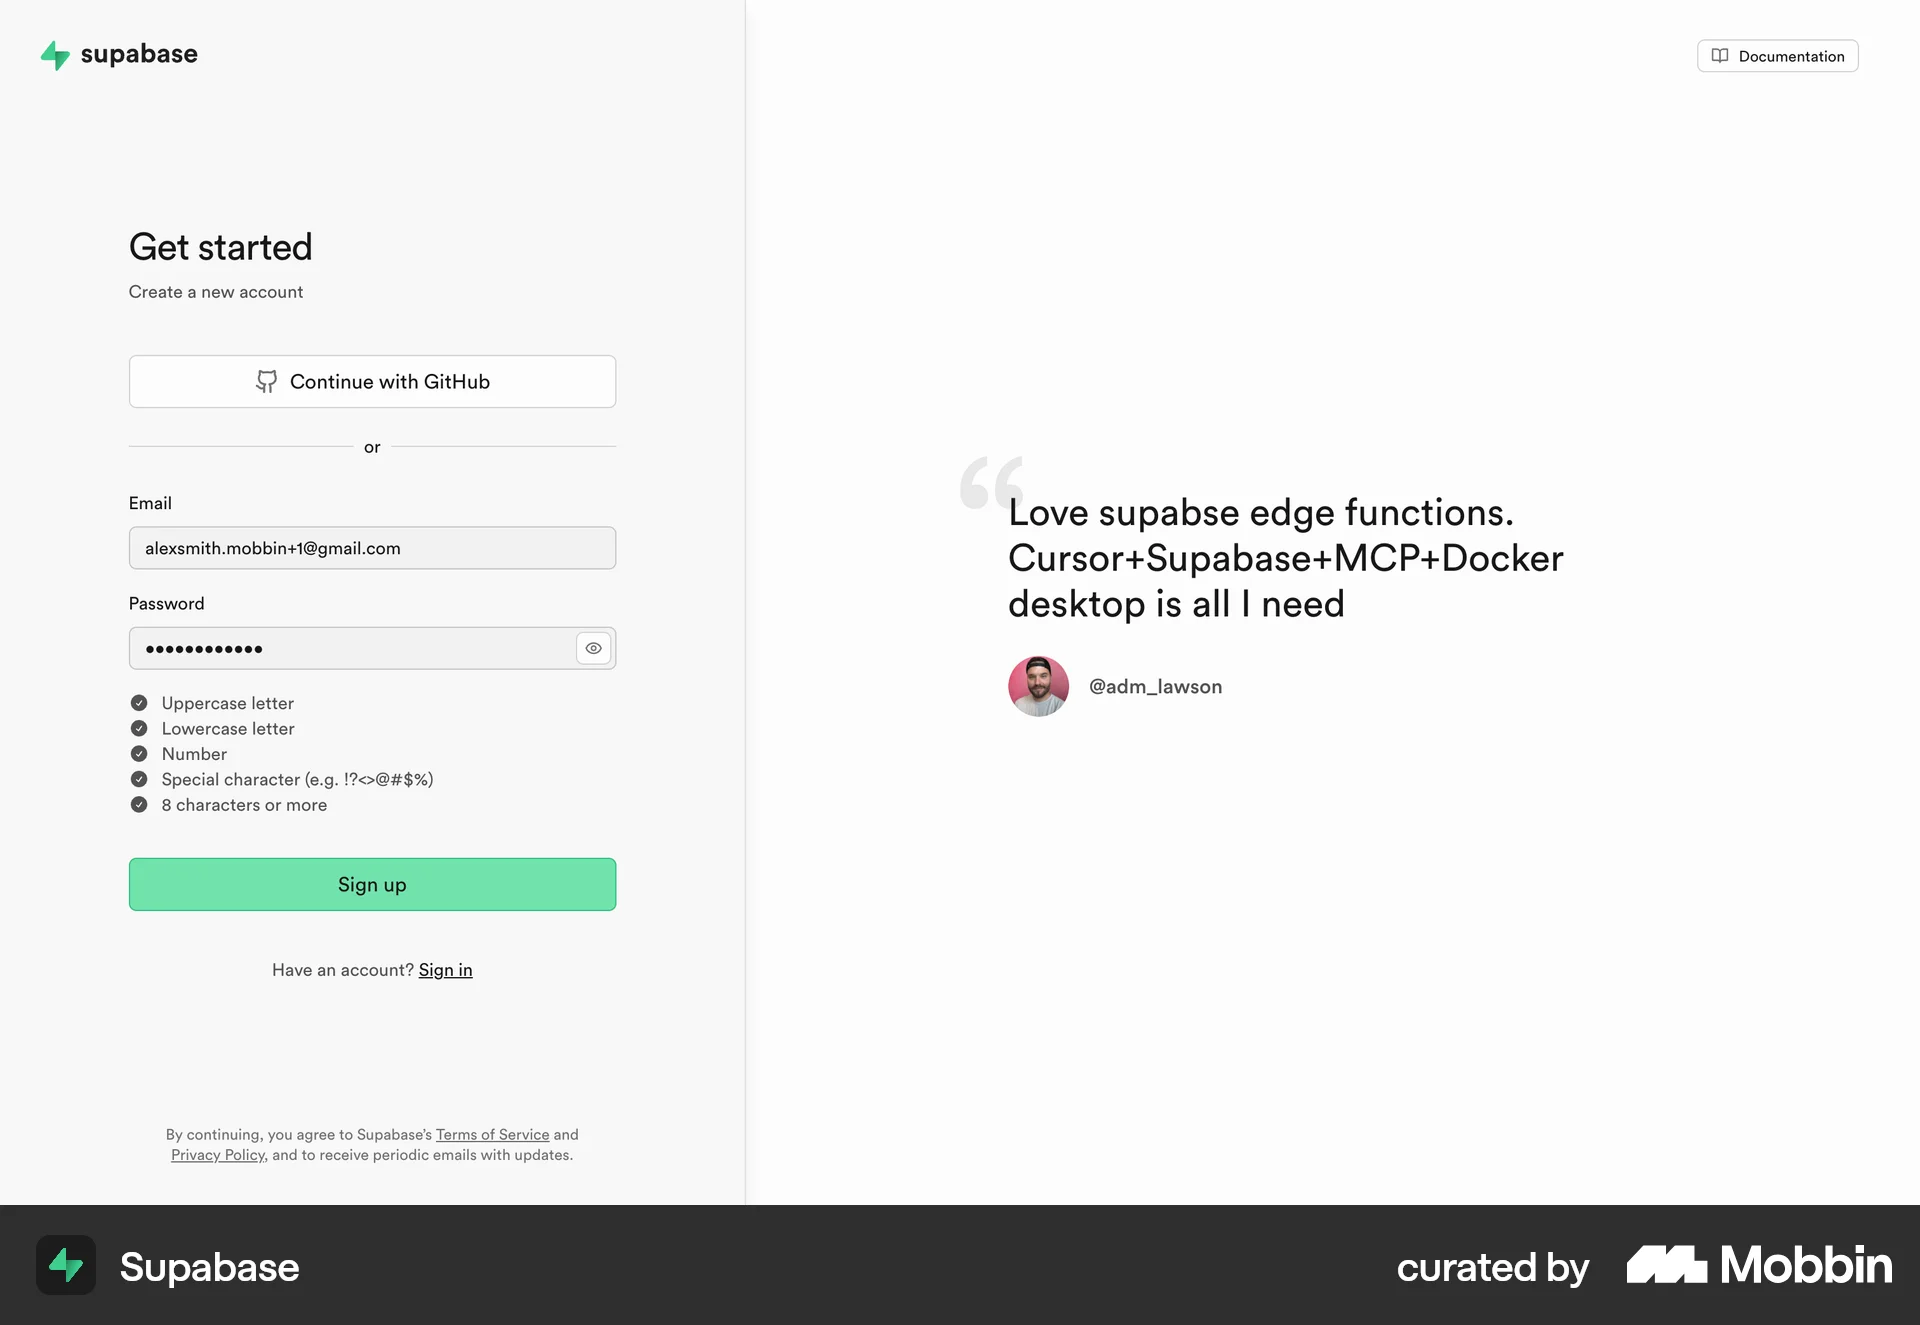 supabase
Documentation
Get started
Create a new account
Continue with GitHub
or
Email
alexsmith.mobbin+1@gmail.com
Password
••••••••••••
Uppercase letter
Lowercase letter
Number
Special character (e.g. !?<>@#$%)
8 characters or more
Sign up
Have an account? Sign in
By continuing, you agree to Supabase’s Terms of Service and
Privacy Policy, and to receive periodic emails with updates.
“
Love supabse edge functions.
Cursor+Supabase+MCP+Docker
desktop is all I need
@adm_lawson
Supabase
curated by Mobbin